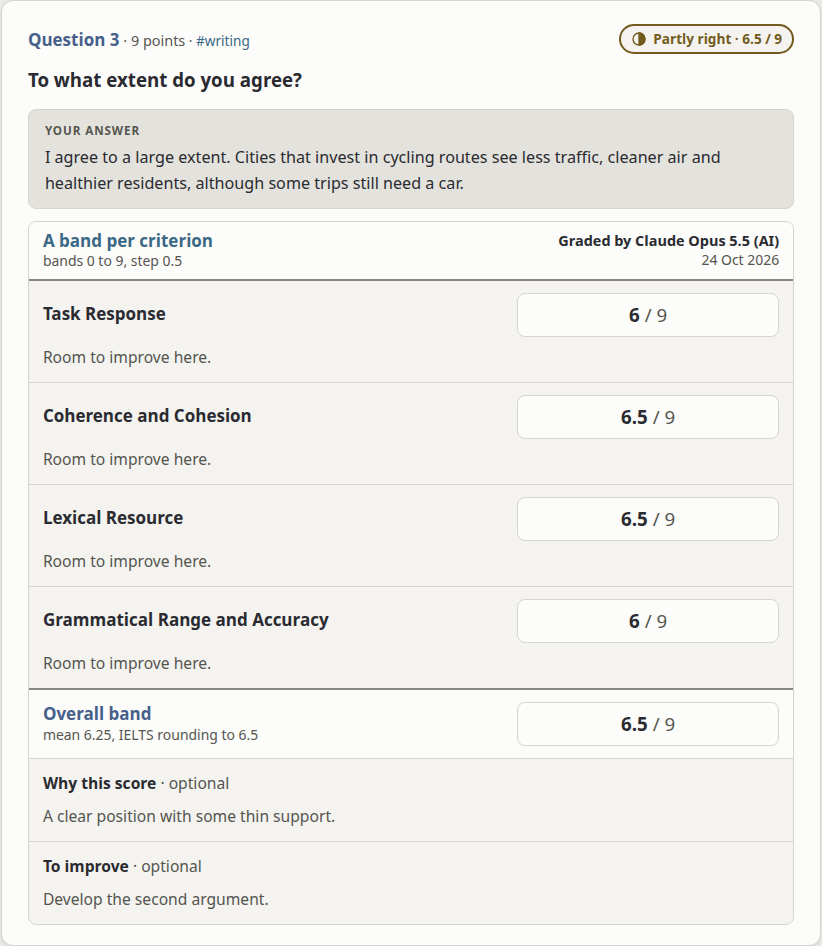 Question 3 · 9 points · #writing
Partly right · 6.5 / 9
To what extent do you agree?
YOUR ANSWER
I agree to a large extent. Cities that invest in cycling routes see less traffic, cleaner air and
healthier residents, although some trips still need a car.
A band per criterion
bands 0 to 9, step 0.5
Graded by Claude Opus 5.5 (AI)
24 Oct 2026
Task Response
6 / 9
Room to improve here.
Coherence and Cohesion
6.5 / 9
Room to improve here.
Lexical Resource
6.5 / 9
Room to improve here.
Grammatical Range and Accuracy
6 / 9
Room to improve here.
Overall band
mean 6.25, IELTS rounding to 6.5
6.5 / 9
Why this score · optional
A clear position with some thin support.
To improve · optional
Develop the second argument.